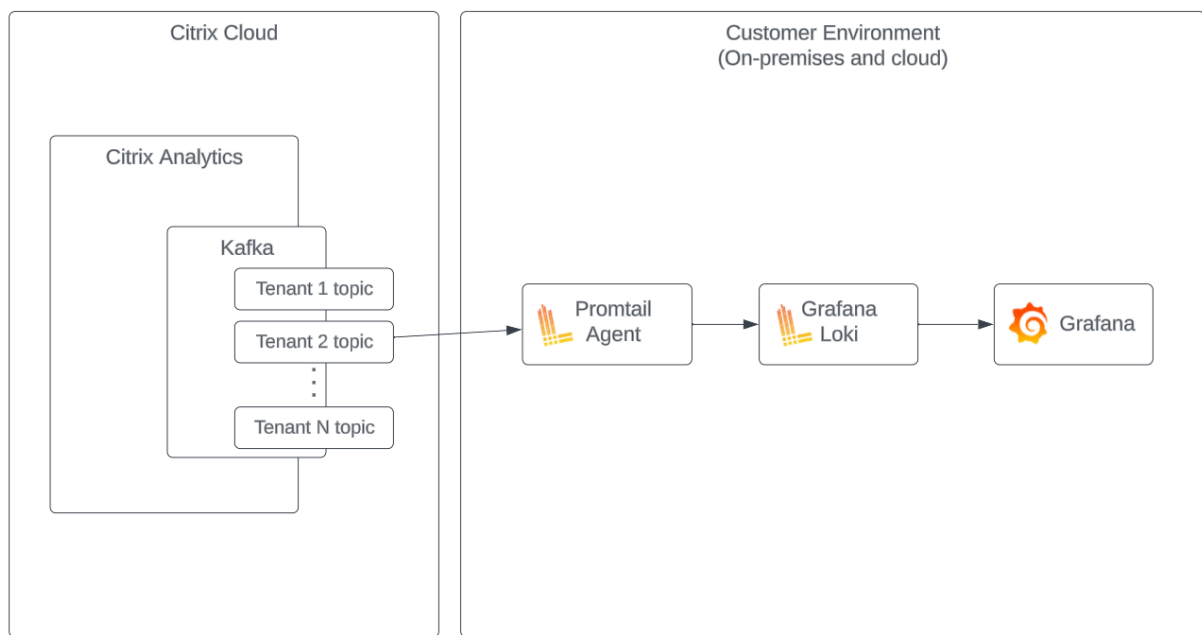 Citrix Cloud
Customer Environment
(On-premises and cloud)
Citrix Analytics
Kafka
Tenant 1 topic
Tenant 2 topic
Tenant N topic
Promtail
Agent
Grafana
Loki
Grafana